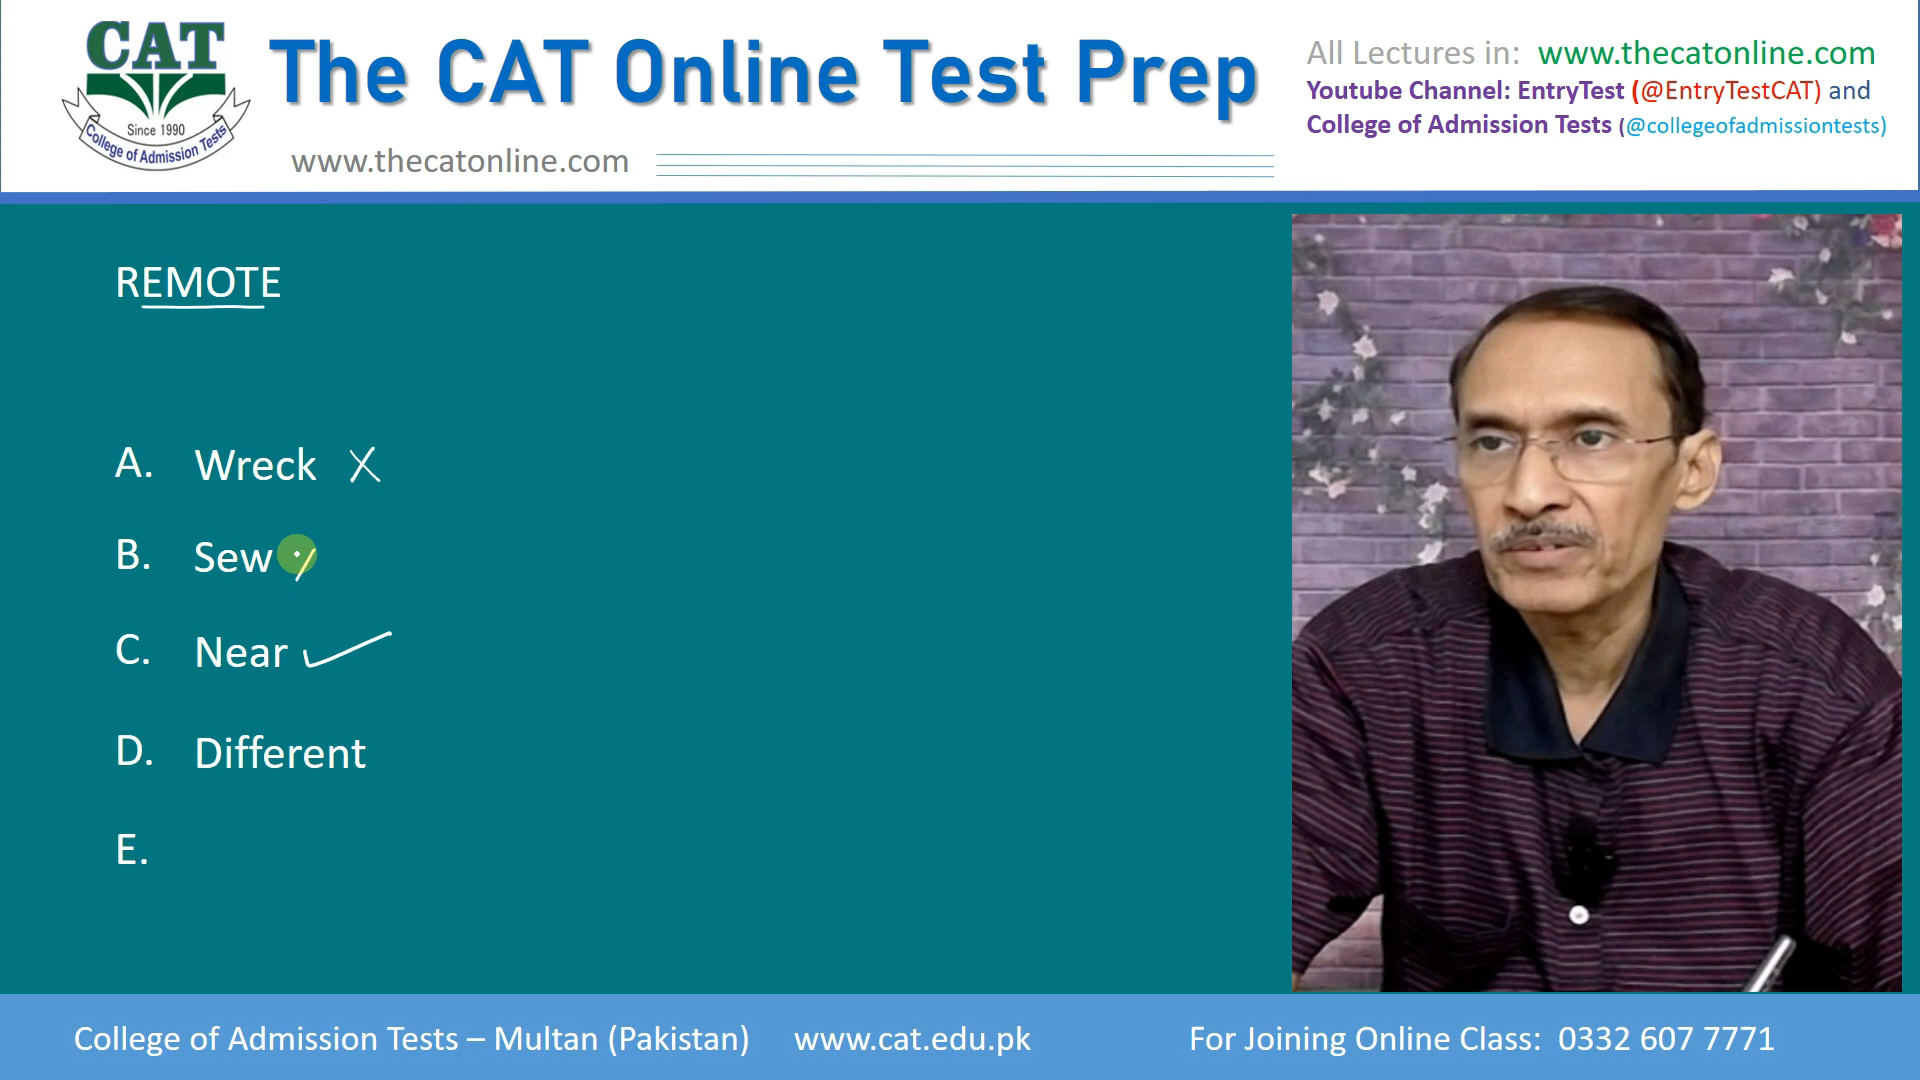 CAT
Since 1990
College of Admission Tests
The CAT Online Test Prep
www.thecatonline.com
All Lectures in: www.thecatonline.com
Youtube Channel: EntryTest (@EntryTestCAT) and
College of Admission Tests (@collegeofadmissiontests)
REMOTE
A. Wreck
B. Sew
C. Near
D. Different
E.
College of Admission Tests – Multan (Pakistan) www.cat.edu.pk For Joining Online Class: 0332 607 7771